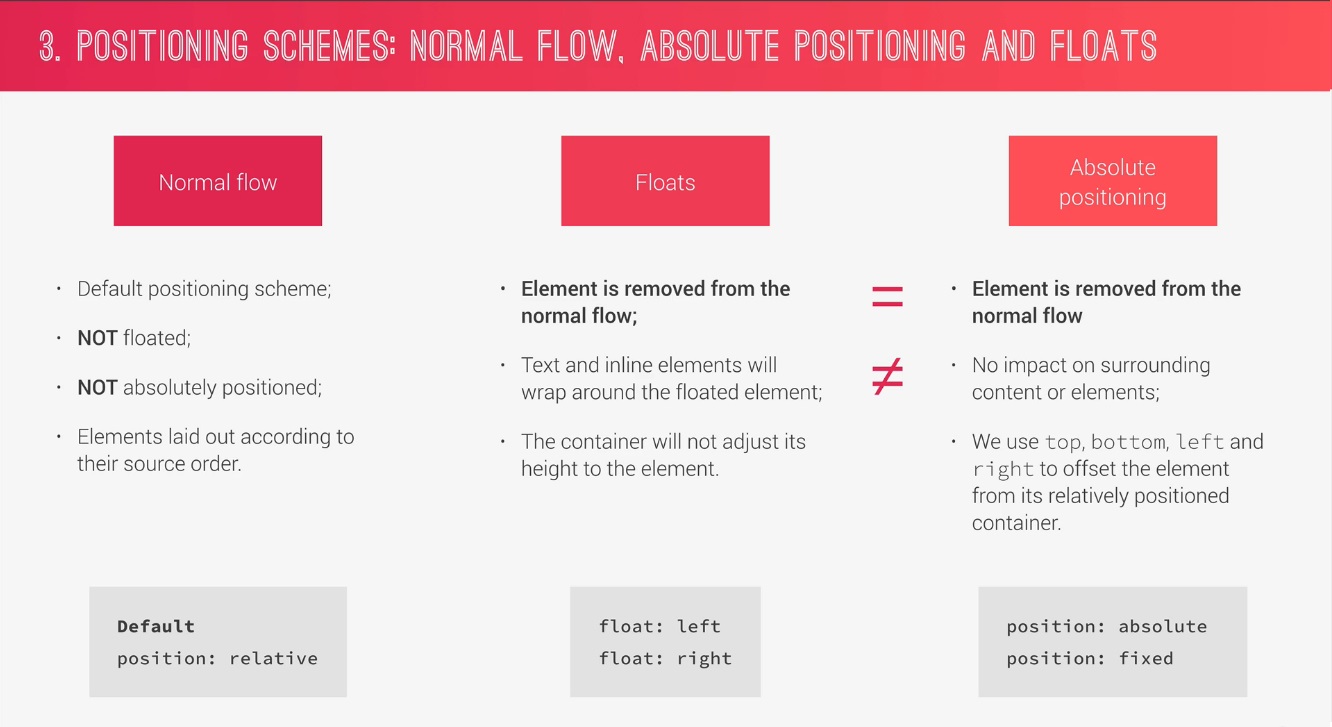 3. POSITIONING SCHEMES: NORMAL FLOW, ABSOLUTE POSITIONING AND FLOATS
Normal flow
• Default positioning scheme;
• NOT floated;
• NOT absolutely positioned;
• Elements laid out according to
their source order.
Default
position: relative
Floats
• Element is removed from the
normal flow;
• Text and inline elements will
wrap around the floated element;
• The container will not adjust its
height to the element.
float: left
float: right
=
≠
Absolute
positioning
• Element is removed from the
normal flow
• No impact on surrounding
content or elements;
• We use top, bottom, left and
right to offset the element
from its relatively positioned
container.
position: absolute
position: fixed